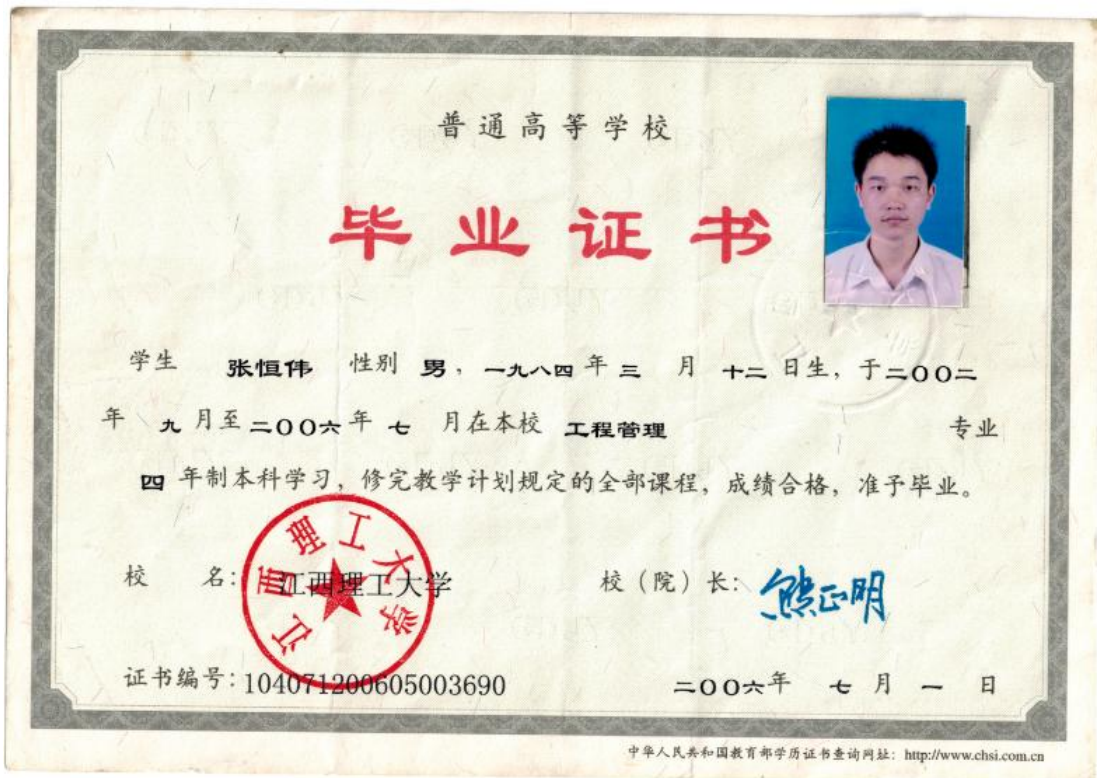 普通高等学校
毕业证书
学生 张恒伟 性别 男，一九八四年 三 月 十二 日生，于二〇〇二
年 九 月至二〇〇六年 七 月在本校 工程管理 专业
四 年制本科学习，修完教学计划规定的全部课程，成绩合格，准予毕业。
校 名：江西理工大学 校（院）长：熊正明
江西理工大学
证书编号：104071200605003690 二〇〇六年 七 月 一 日
中华人民共和国教育部学历证书查询网址：http://www.chsi.com.cn